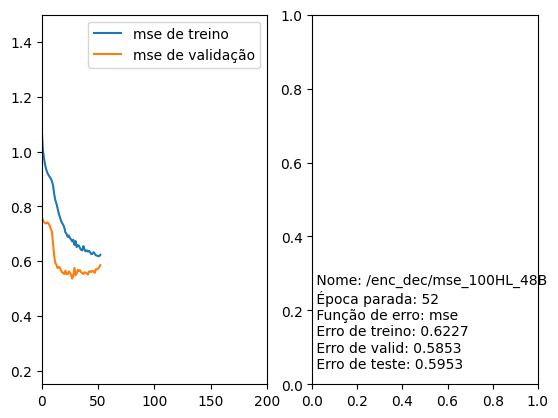 mse de treino
mse de validação
1.4
1.2
1.0
0.8
0.6
0.4
0.2
0 50 100 150 200
1.0
0.8
0.6
0.4
0.2
0.0
Nome: /enc_dec/mse_100HL_48B
Época parada: 52
Função de erro: mse
Erro de treino: 0.6227
Erro de valid: 0.5853
Erro de teste: 0.5953
0.0 0.2 0.4 0.6 0.8 1.0